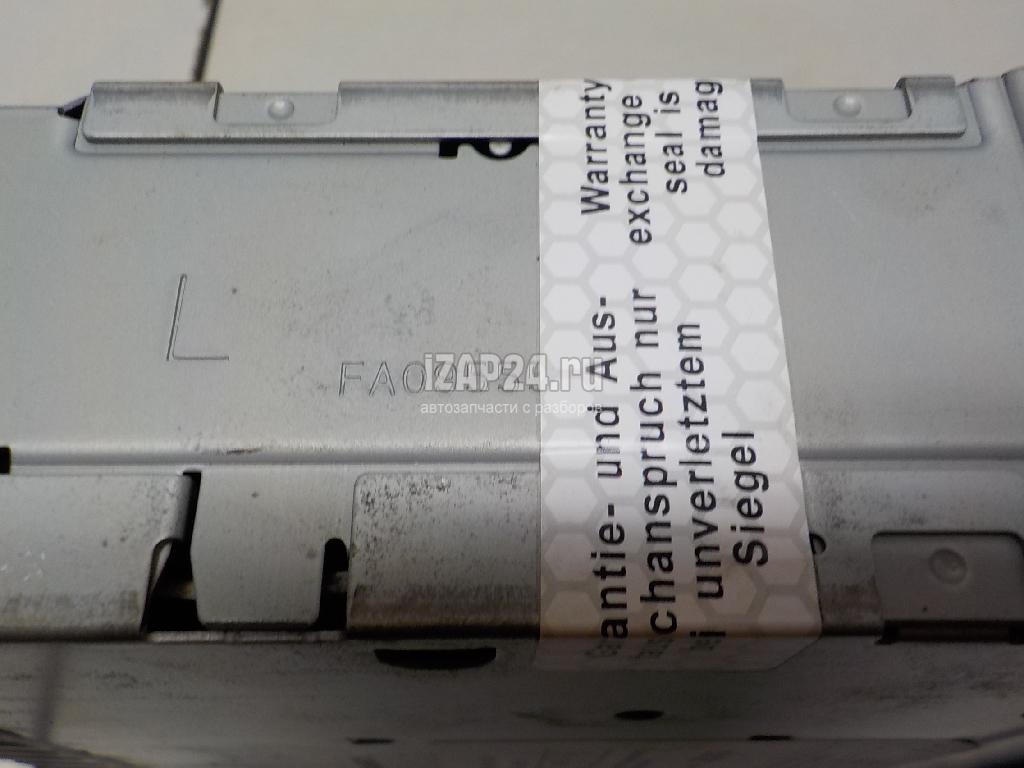 Warranty
exchange
seal is
damag
antie- und Aus-
chanspruch nur
unverletztem
Siegel
L
iZAP24.ru
автозапчасти с разборов